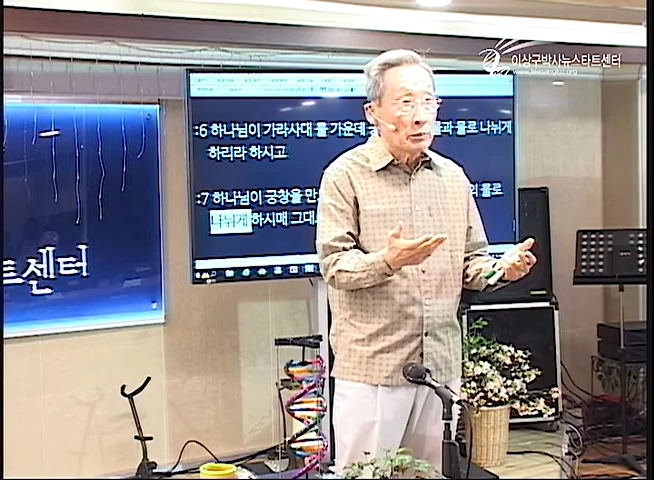 이상구박사뉴스타트센터
:6 하나님이 가라사대 물 가운데 과 물로 나뉘게
하리라 하시고
:7 하나님이 궁창을 만 의 물로
나뉘게 하시매 그대
트센터